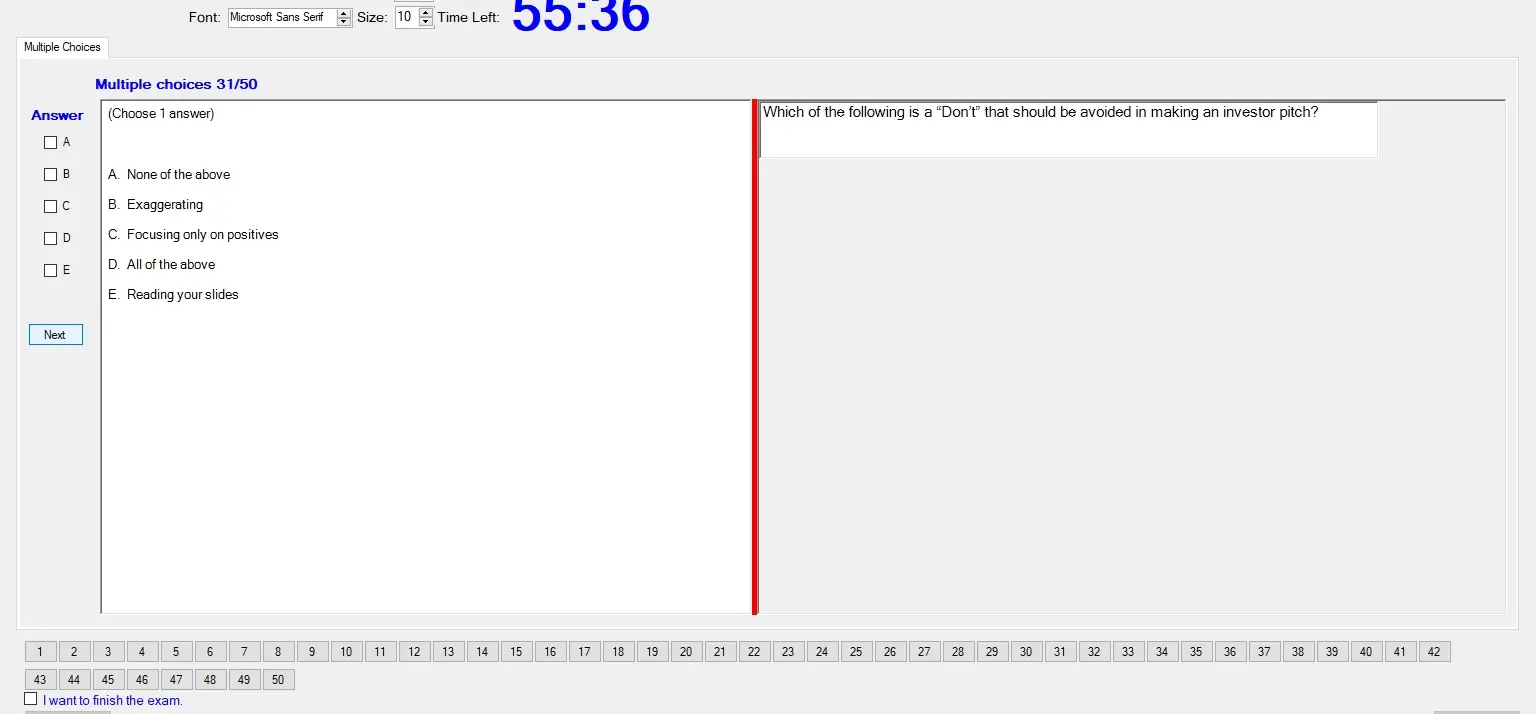 Font: Microsoft Sans Serif Size: 10 Time Left: 55:36
Multiple Choices
Multiple choices 31/50
Answer
A
B
C
D
E
Next
(Choose 1 answer)
A. None of the above
B. Exaggerating
C. Focusing only on positives
D. All of the above
E. Reading your slides
Which of the following is a “Don’t” that should be avoided in making an investor pitch?
1 2 3 4 5 6 7 8 9 10 11 12 13 14 15 16 17 18 19 20 21 22 23 24 25 26 27 28 29 30 31 32 33 34 35 36 37 38 39 40 41 42
43 44 45 46 47 48 49 50
I want to finish the exam.